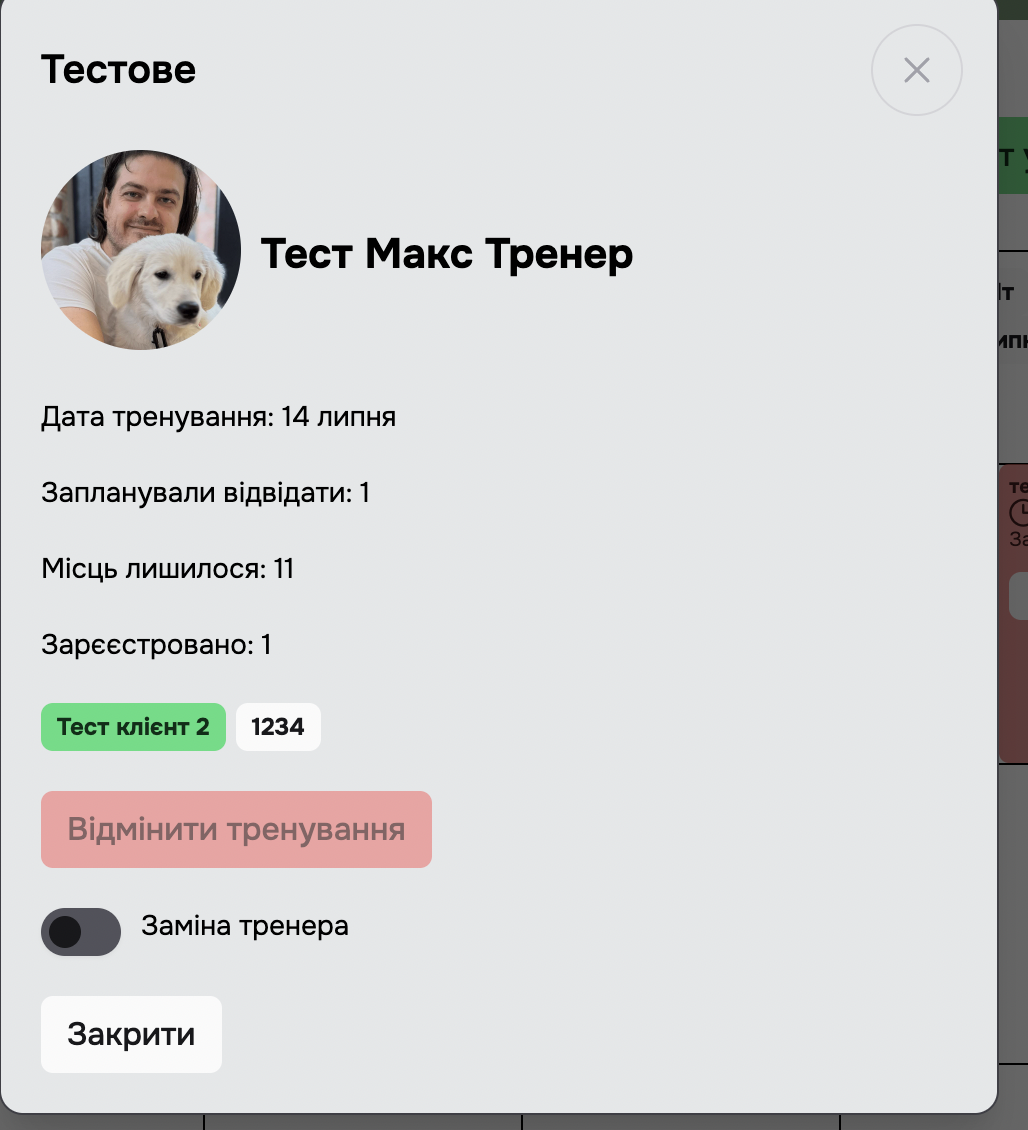 Тестове
Тест Макс Тренер
Дата тренування: 14 липня
Запланували відвідати: 1
Місць лишилося: 11
Зарєєстровано: 1
Тест клієнт 2 1234
Відмінити тренування
Заміна тренера
Закрити